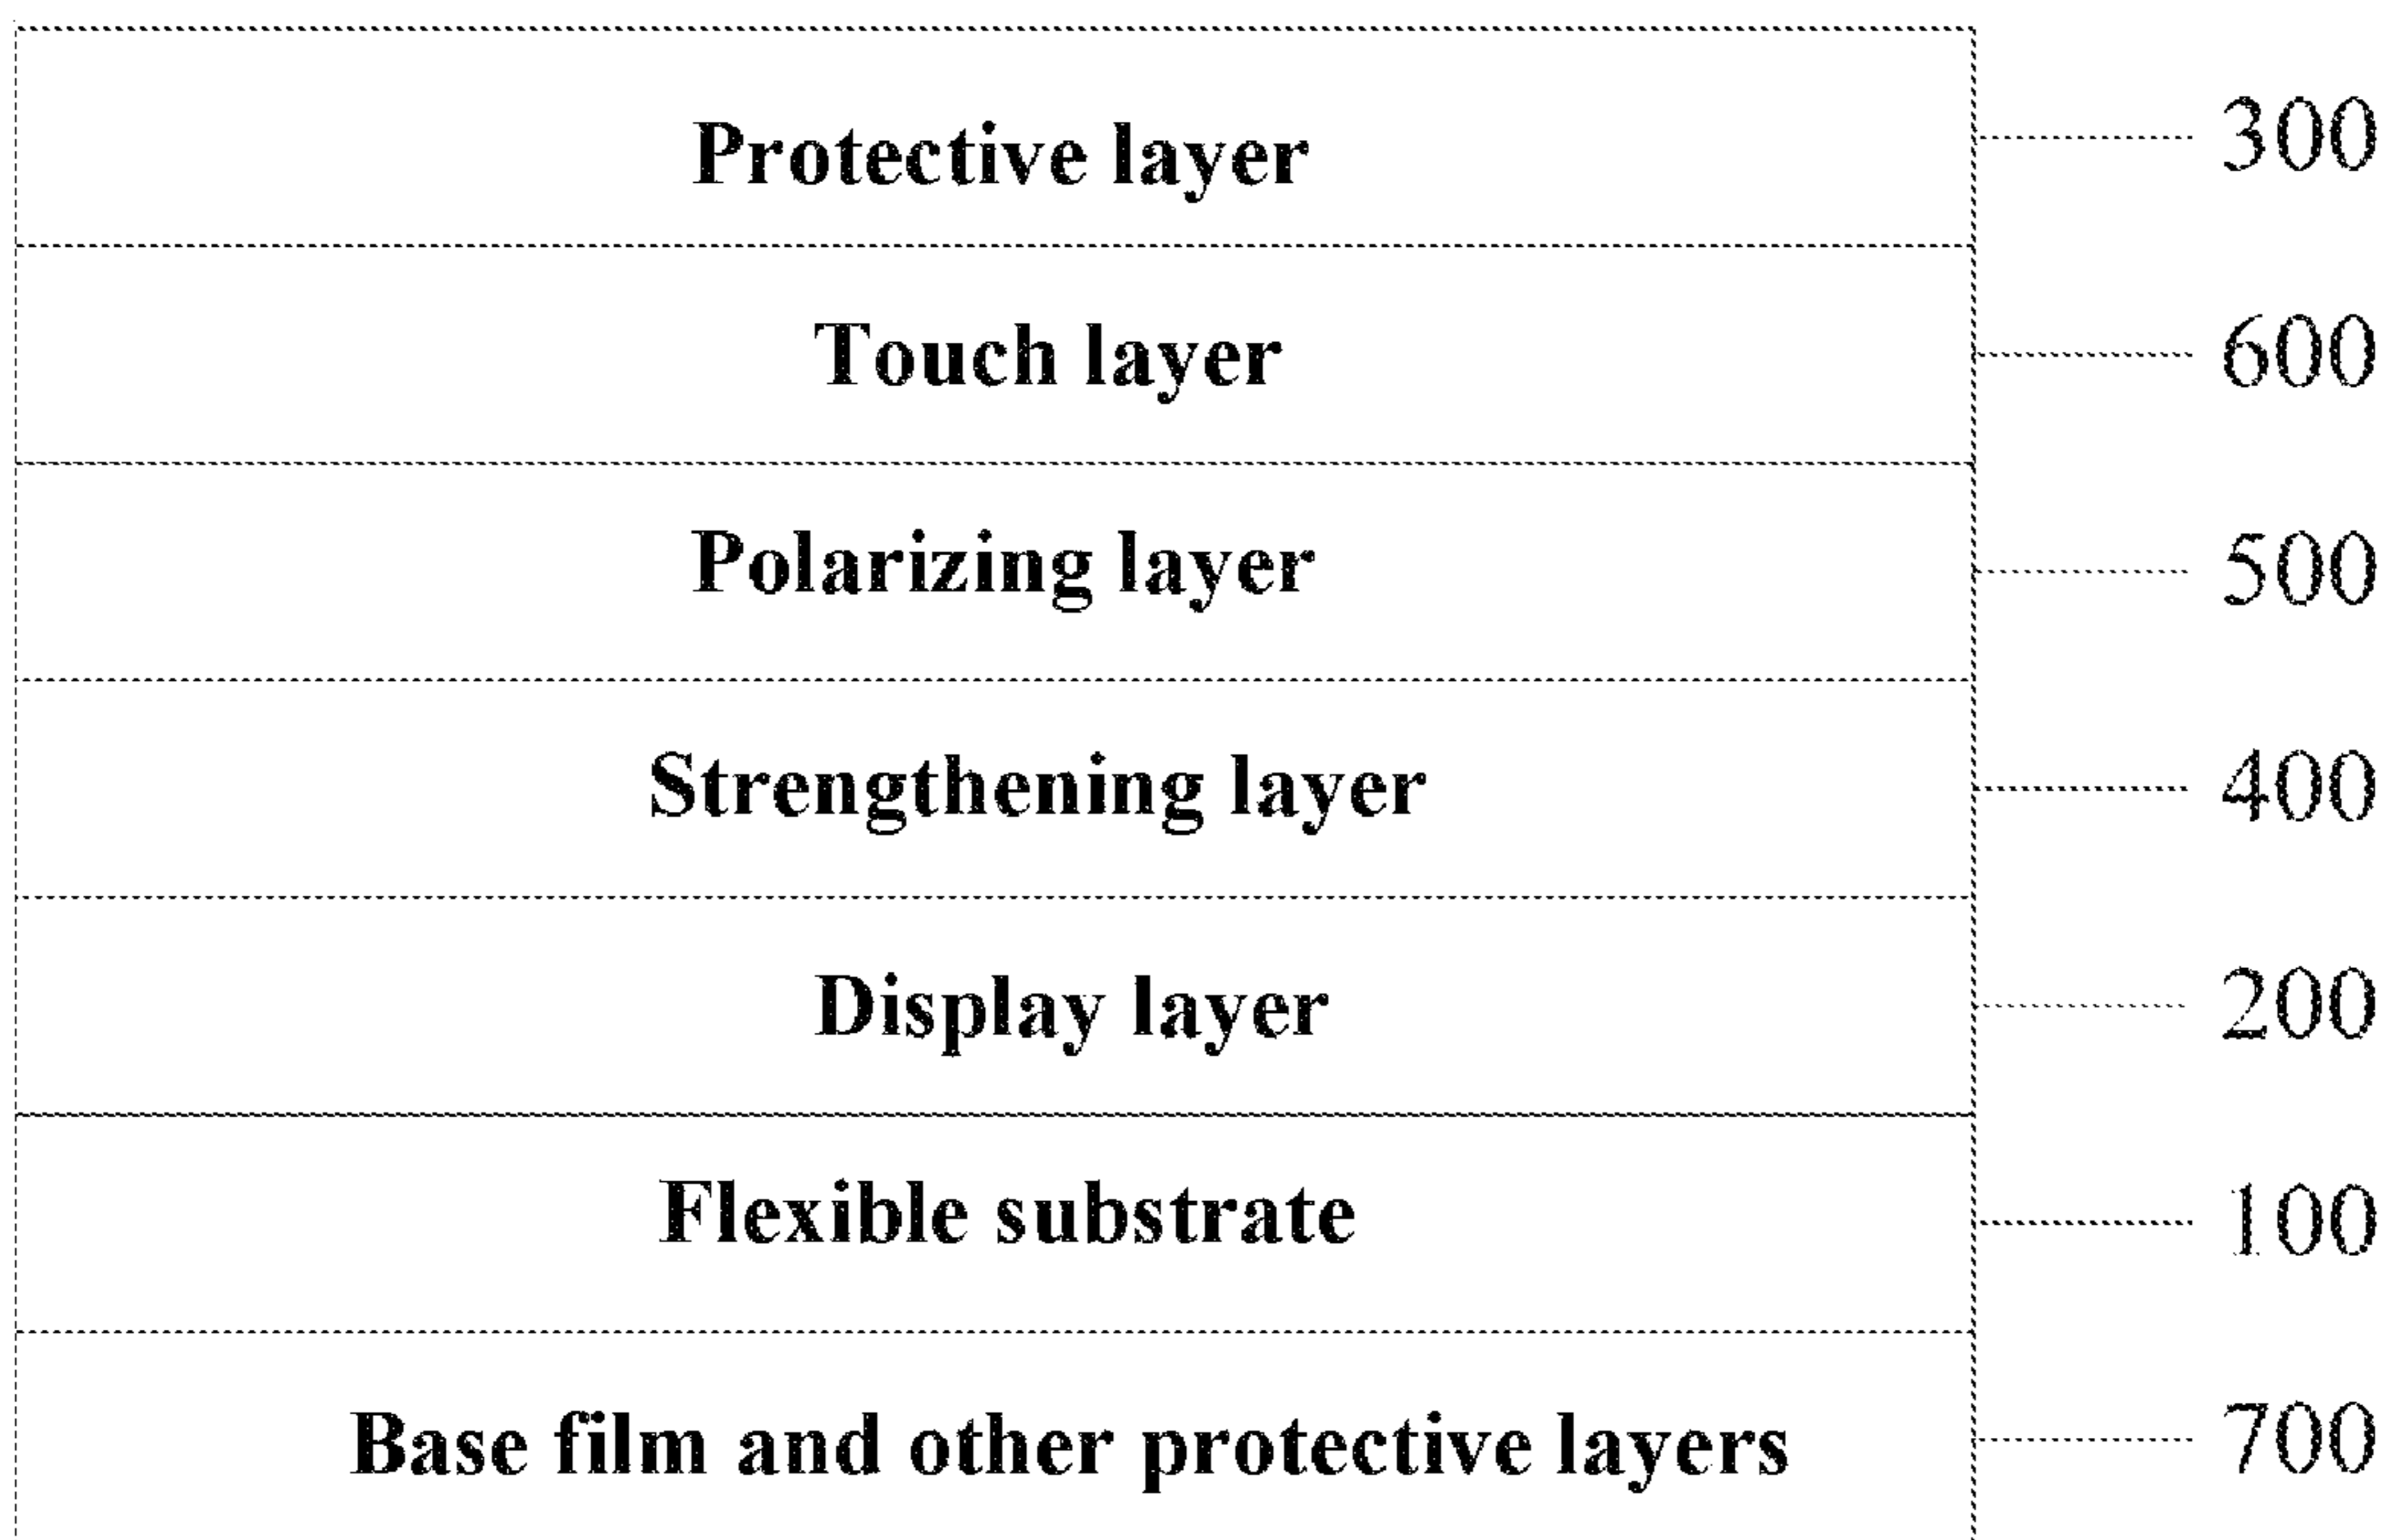 Protective layer 300
Touch layer 600
Polarizing layer 500
Strengthening layer 400
Display layer 200
Flexible substrate 100
Base film and other protective layers 700